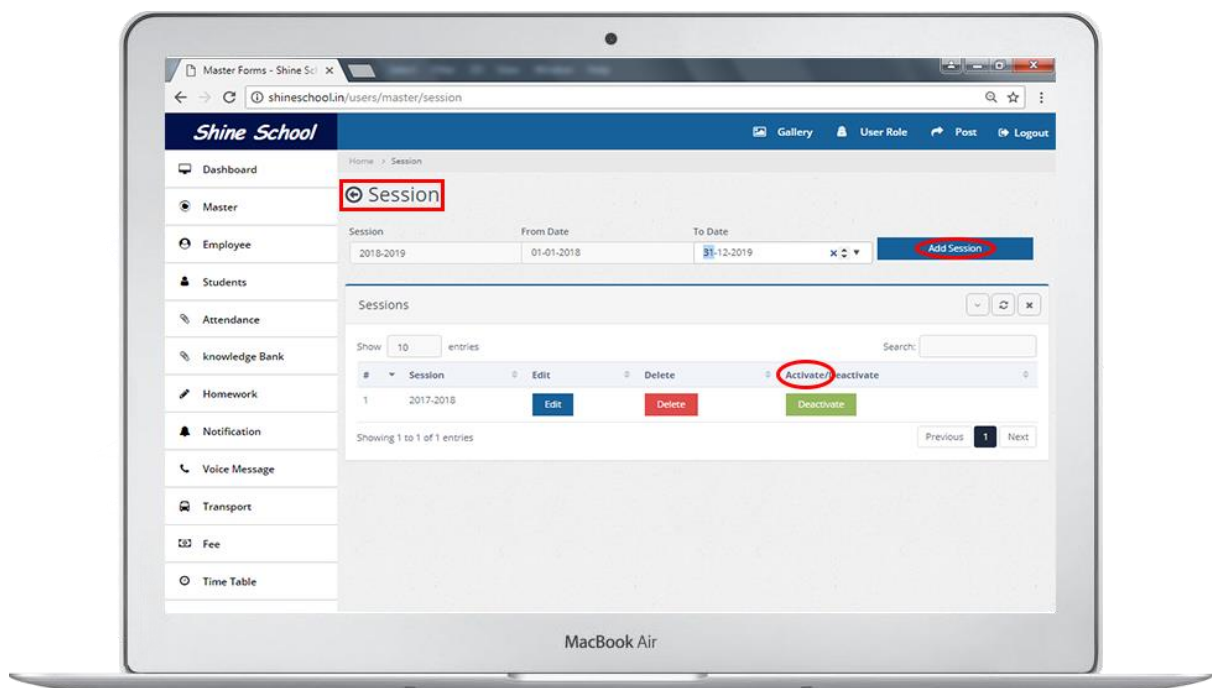 Master Forms - Shine Sc
shineschool.in/users/master/session
Shine School
Gallery User Role Post Logout
Dashboard
Master
Employee
Students
Attendance
knowledge Bank
Homework
Notification
Voice Message
Transport
Fee
Time Table
Home > Session
Session
Session From Date To Date
2018-2019 01-01-2018 31-12-2019 Add Session
Sessions
Show 10 entries Search:
# Session Edit Delete Activate/Deactivate
1 2017-2018 Edit Delete Deactivate
Showing 1 to 1 of 1 entries Previous 1 Next
MacBook Air